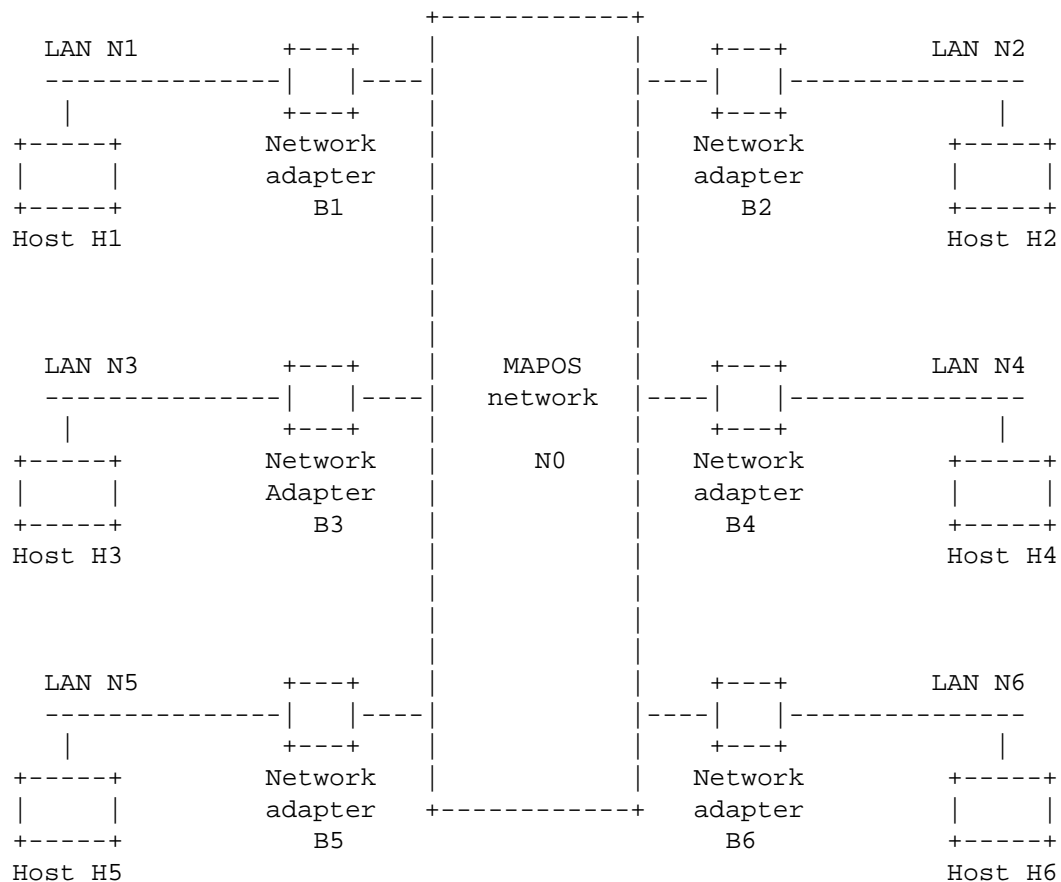 LAN N1 LAN N2
Network Network
adapter adapter
B1 B2
Host H1 Host H2
LAN N3 MAPOS LAN N4
network
Network N0 Network
Adapter adapter
B3 B4
Host H3 Host H4
LAN N5 LAN N6
Network Network
adapter adapter
B5 B6
Host H5 Host H6